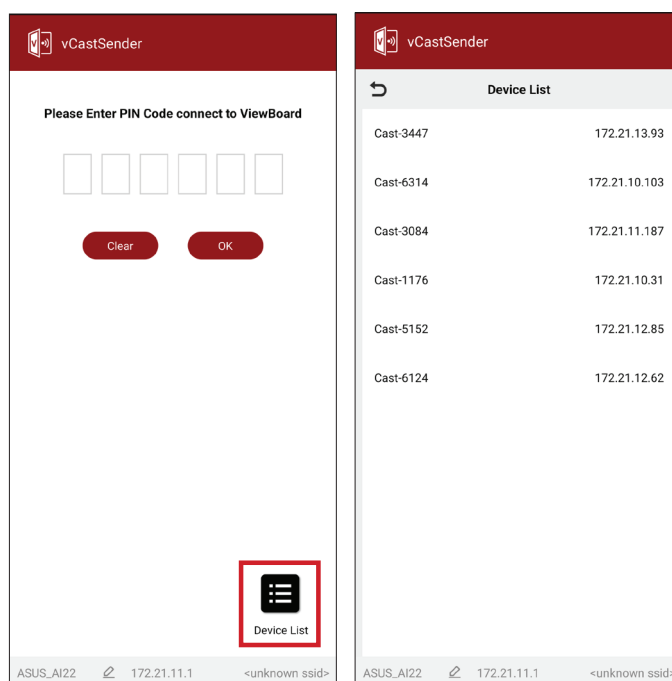 vCastSender
Please Enter PIN Code connect to ViewBoard
Clear OK
Device List
ASUS_AI22 172.21.11.1 <unknown ssid>
vCastSender
Device List
Cast-3447 172.21.13.93
Cast-6314 172.21.10.103
Cast-3084 172.21.11.187
Cast-1176 172.21.10.31
Cast-5152 172.21.12.85
Cast-6124 172.21.12.62
ASUS_AI22 172.21.11.1 <unknown ssid>